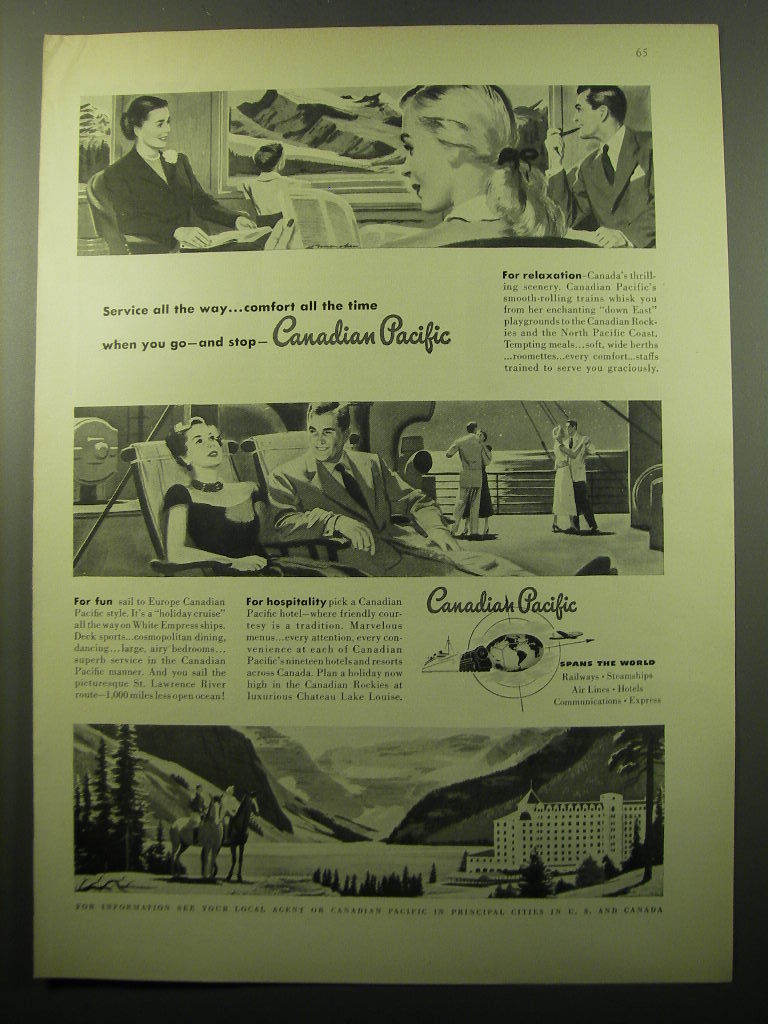 65
Service all the way...comfort all the time
when you go—and stop—Canadian Pacific
For relaxation—Canada's thrill-
ing scenery. Canadian Pacific's
smooth-rolling trains whisk you
from her enchanting "down East"
playgrounds to the Canadian Rock-
ies and the North Pacific Coast.
Tempting meals...soft, wide berths
...roomettes...every comfort...staffs
trained to serve you graciously.
For fun sail to Europe Canadian
Pacific style. It's a "holiday cruise"
all the way on White Empress ships.
Deck sports...cosmopolitan dining,
dancing...large, airy bedrooms...
superb service in the Canadian
Pacific manner. And you sail the
picturesque St. Lawrence River
route—1,000 miles less open ocean!
For hospitality pick a Canadian
Pacific hotel—where friendly cour-
tesy is a tradition. Marvelous
menus...every attention, every con-
venience at each of Canadian
Pacific's nineteen hotels and resorts
across Canada. Plan a holiday now
high in the Canadian Rockies at
luxurious Chateau Lake Louise.
Canadian Pacific
SPANS THE WORLD
Railways • Steamships
Air Lines • Hotels
Communications • Express
FOR INFORMATION SEE YOUR LOCAL AGENT OR CANADIAN PACIFIC IN PRINCIPAL CITIES IN U. S. AND CANADA